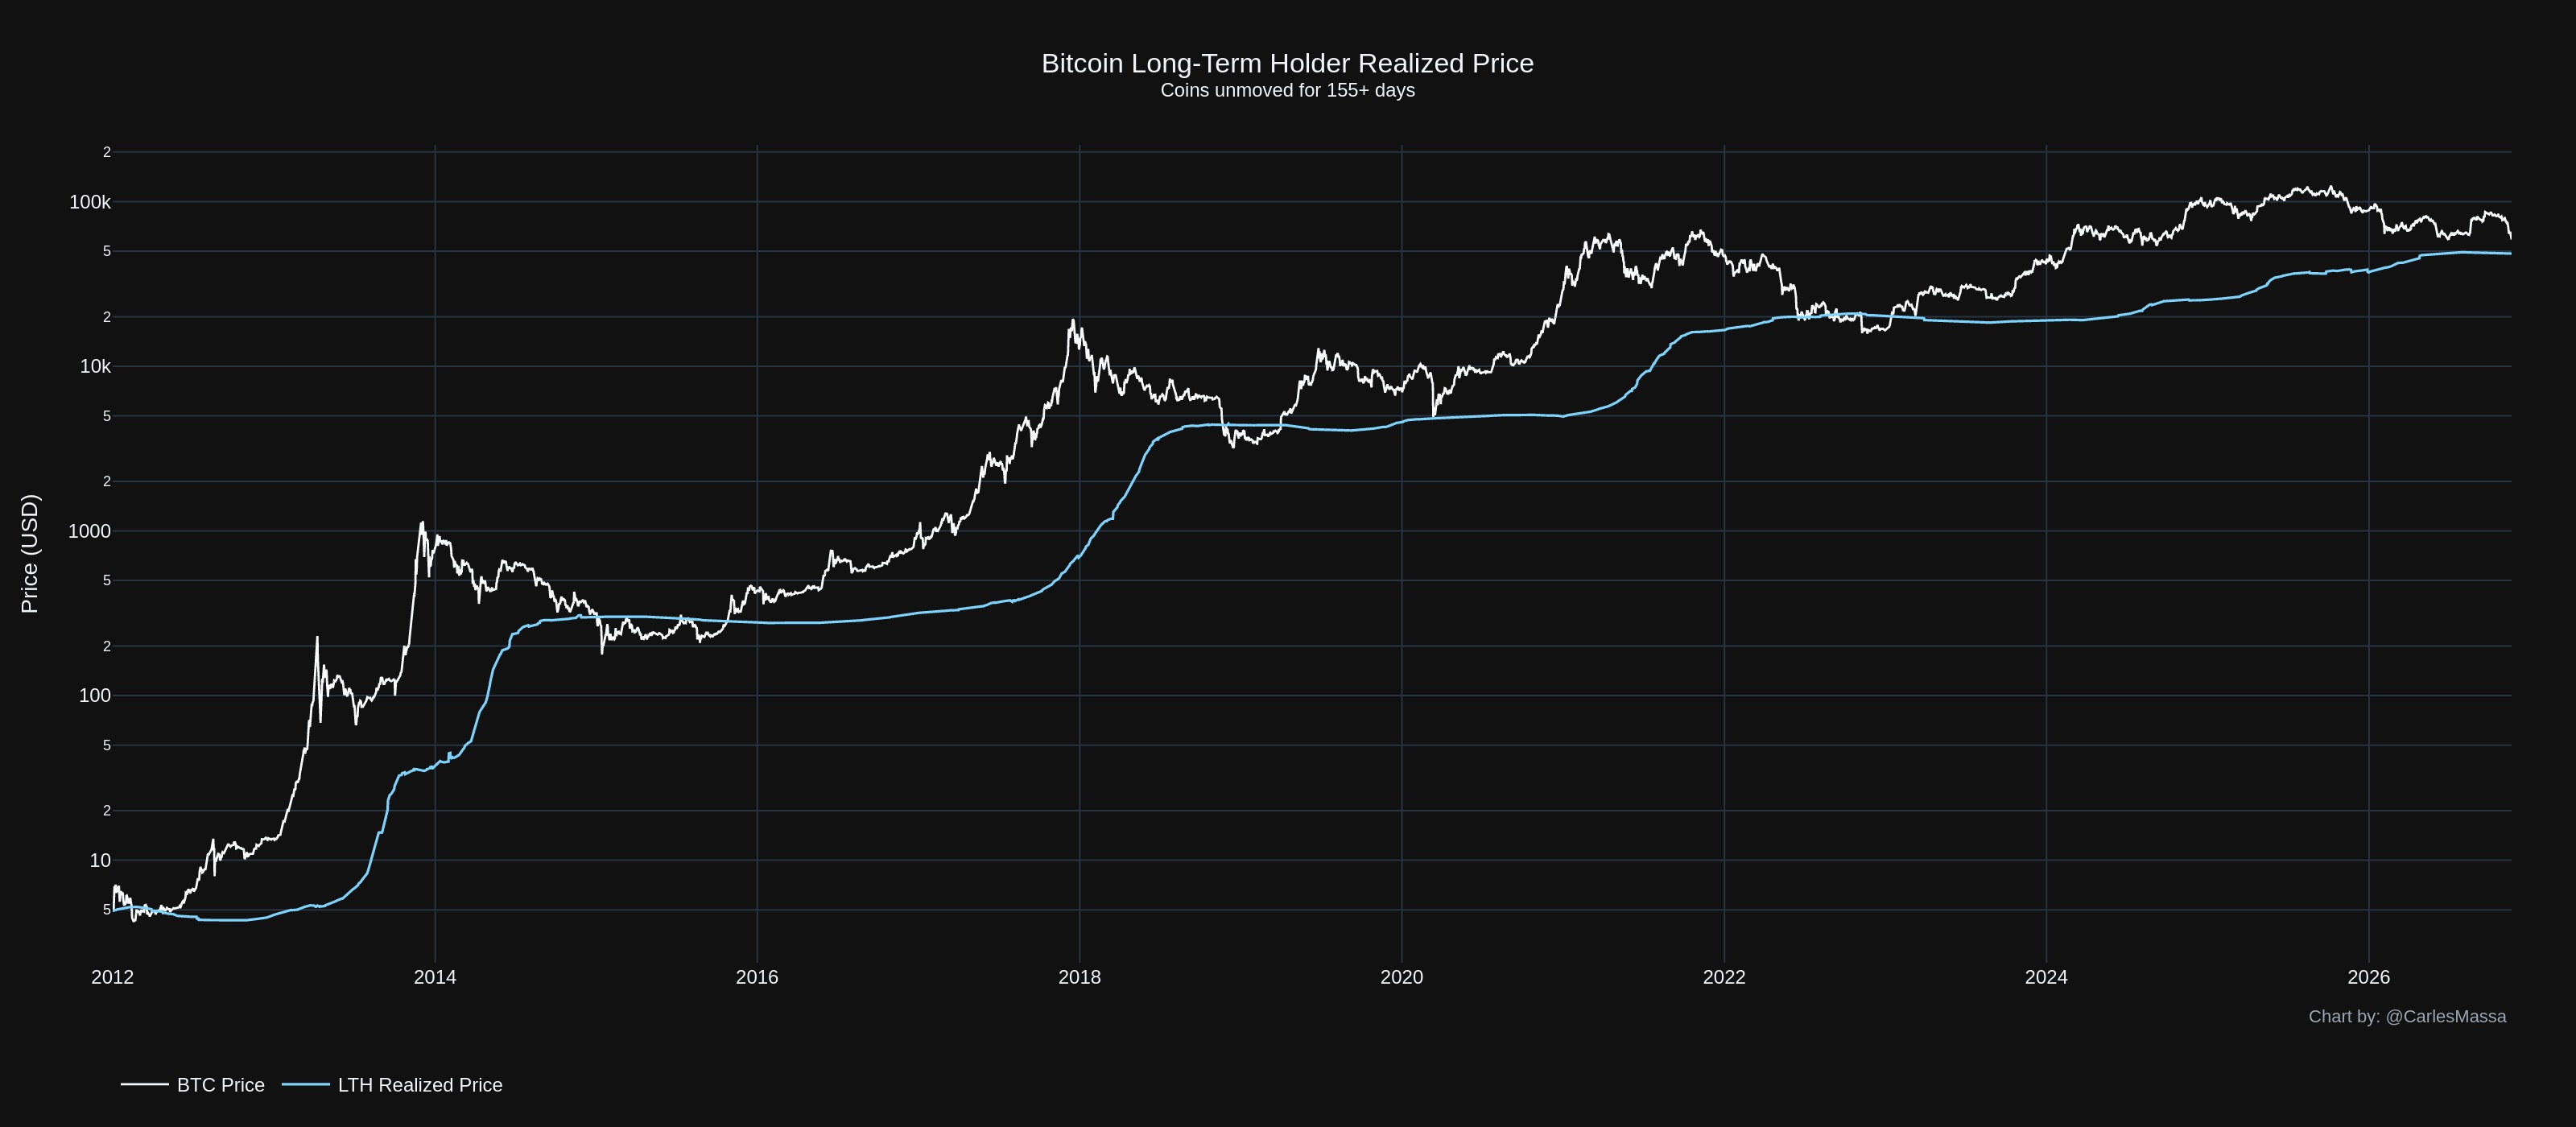 Bitcoin Long-Term Holder Realized Price
Coins unmoved for 155+ days
Price (USD)
2
100k
5
2
10k
5
2
1000
5
2
100
5
2
10
5
2012 2014 2016 2018 2020 2022 2024 2026
Chart by: @CarlesMassa
BTC Price LTH Realized Price